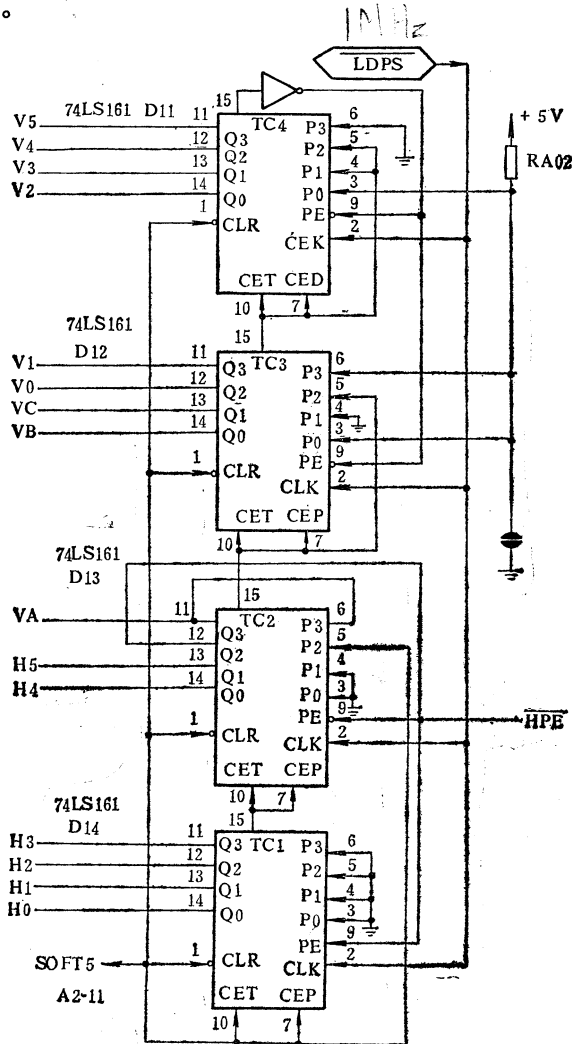 1MHz
LDPS
74LS161 D11
V5
V4
V3
V2
11
12
13
14
1
15
TC4
Q3
Q2
Q1
Q0
CLR
P3
P2
P1
P0
PE
CEK
CET CED
6
5
4
3
9
2
+ 5V
RA02
10
7
15
74LS161
D12
V1
V0
VC
VB
11
12
13
14
1
TC3
Q3
Q2
Q1
Q0
CLR
P3
P2
P1
P0
PE
CLK
CET CEP
6
5
4
3
9
2
10
7
15
74LS161
D13
VA
H5
H4
11
12
13
14
1
TC2
Q3
Q2
Q1
Q0
CLR
P3
P2
P1
P0
PE
CLK
CET CEP
6
5
4
3
9
2
HPE
10
7
15
74LS161
D14
H3
H2
H1
H0
11
12
13
14
1
Q3 TC1
Q2
Q1
Q0
CLR
P3
P2
P1
P0
PE
CLK
CET CEP
6
5
4
3
9
2
SOFT5
A2-11
10
7